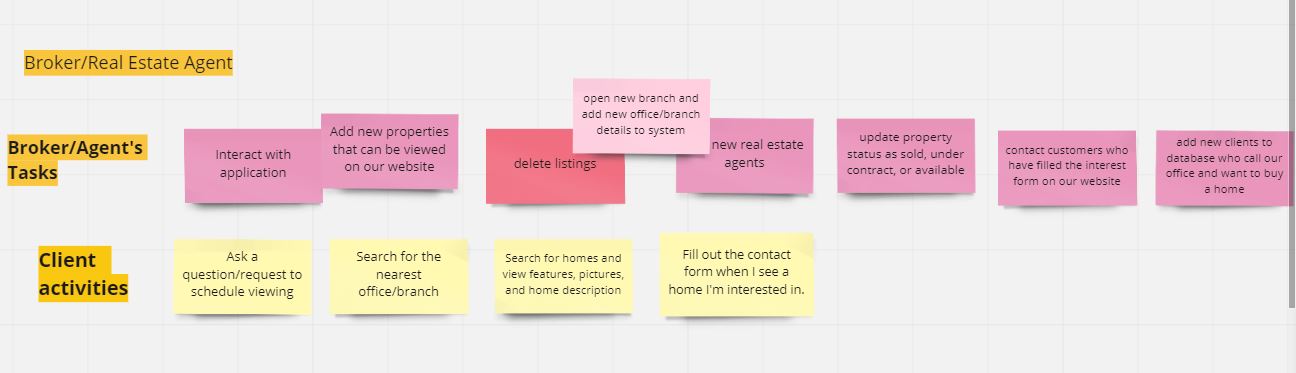 Broker/Real Estate Agent
Broker/Agent's
Tasks
Interact with
application
Add new properties
that can be viewed
on our website
delete listings
open new branch and
add new office/branch
details to system
new real estate
agents
update property
status as sold, under
contract, or available
contact customers who
have filled the interest
form on our website
add new clients to
database who call our
office and want to buy
a home
Client
activities
Ask a
question/request to
schedule viewing
Search for the
nearest
office/branch
Search for homes and
view features, pictures,
and home description
Fill out the contact
form when I see a
home I'm interested in.